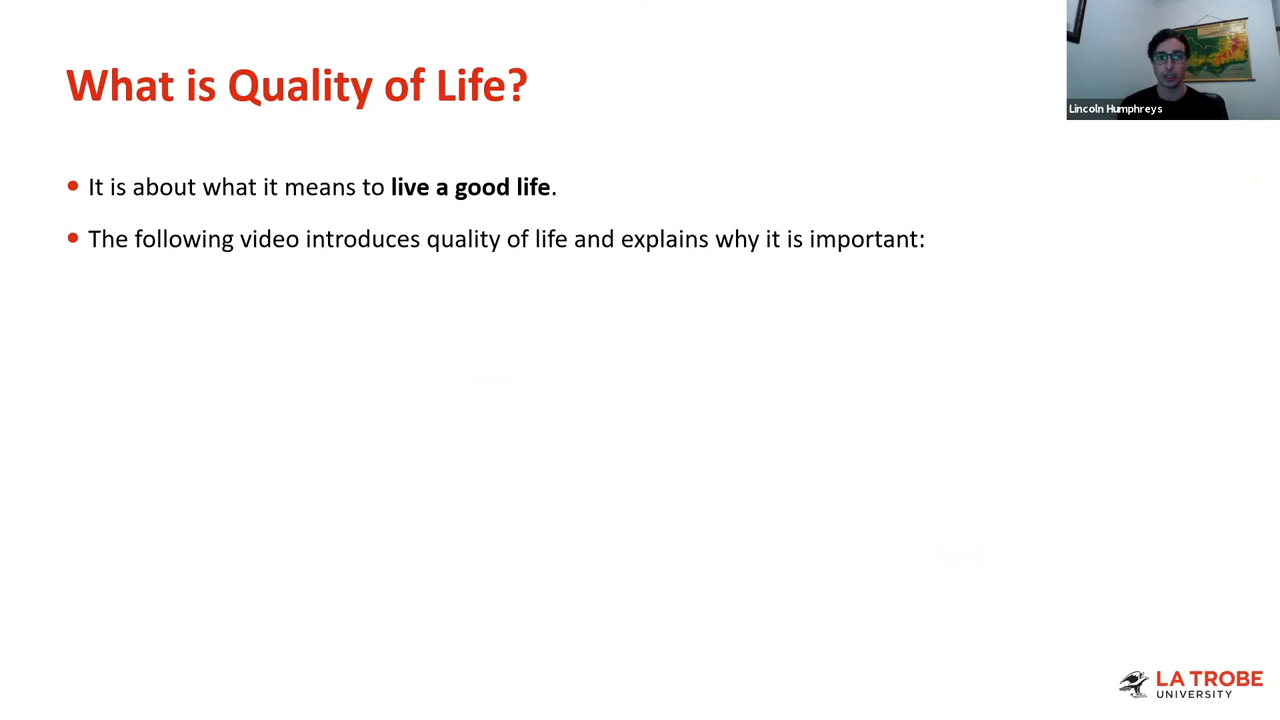 What is Quality of Life?
Lincoln Humphreys
• It is about what it means to live a good life.
• The following video introduces quality of life and explains why it is important:
LA TROBE
UNIVERSITY